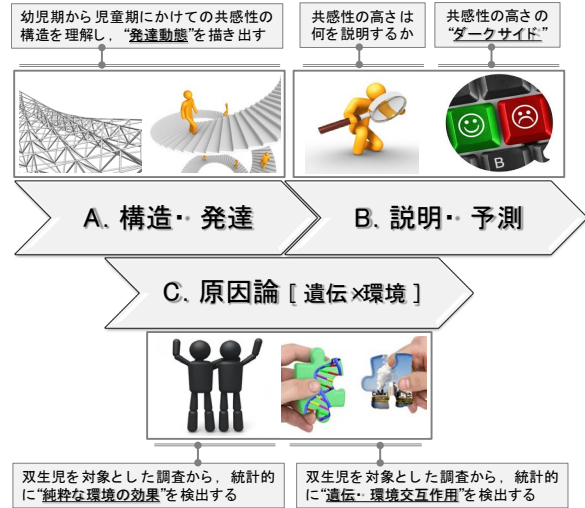 幼児期から児童期にかけての共感性の
構造を理解し，“発達動態”を描き出す
共感性の高さは
何を説明するか
共感性の高さの
“ダークサイド”
B
A. 構造・発達
B. 説明・予測
C. 原因論 [ 遺伝×環境 ]
双生児を対象とした調査から，統計的
に“純粋な環境の効果”を検出する
双生児を対象とした調査から，統計的
に“遺伝・環境交互作用”を検出する